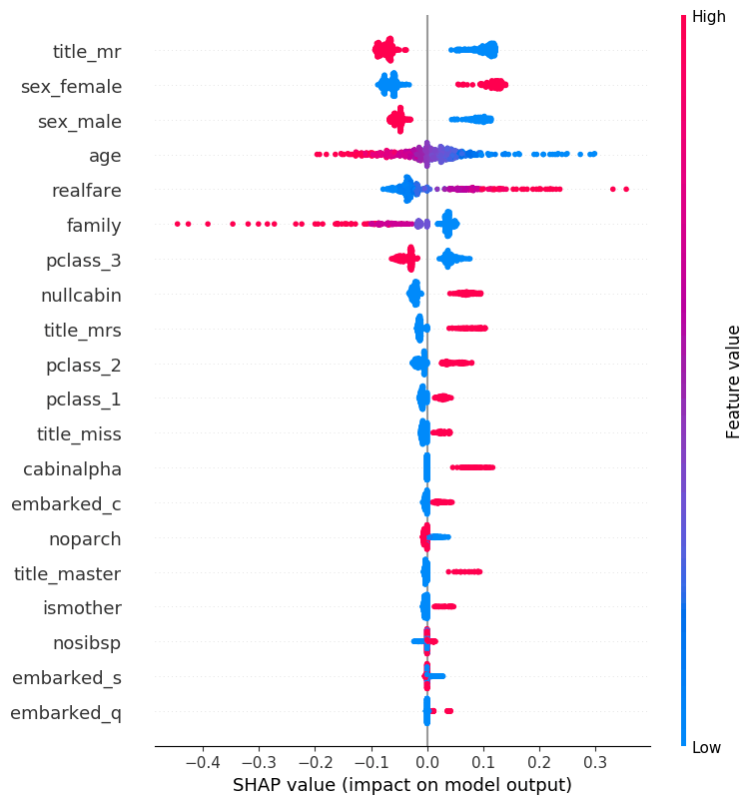 High
title_mr
sex_female
sex_male
age
realfare
family
pclass_3
nullcabin
title_mrs
pclass_2
pclass_1
title_miss
cabinalpha
embarked_c
noparch
title_master
ismother
nosibsp
embarked_s
embarked_q
Feature value
Low
−0.4 −0.3 −0.2 −0.1 0.0 0.1 0.2 0.3
SHAP value (impact on model output)